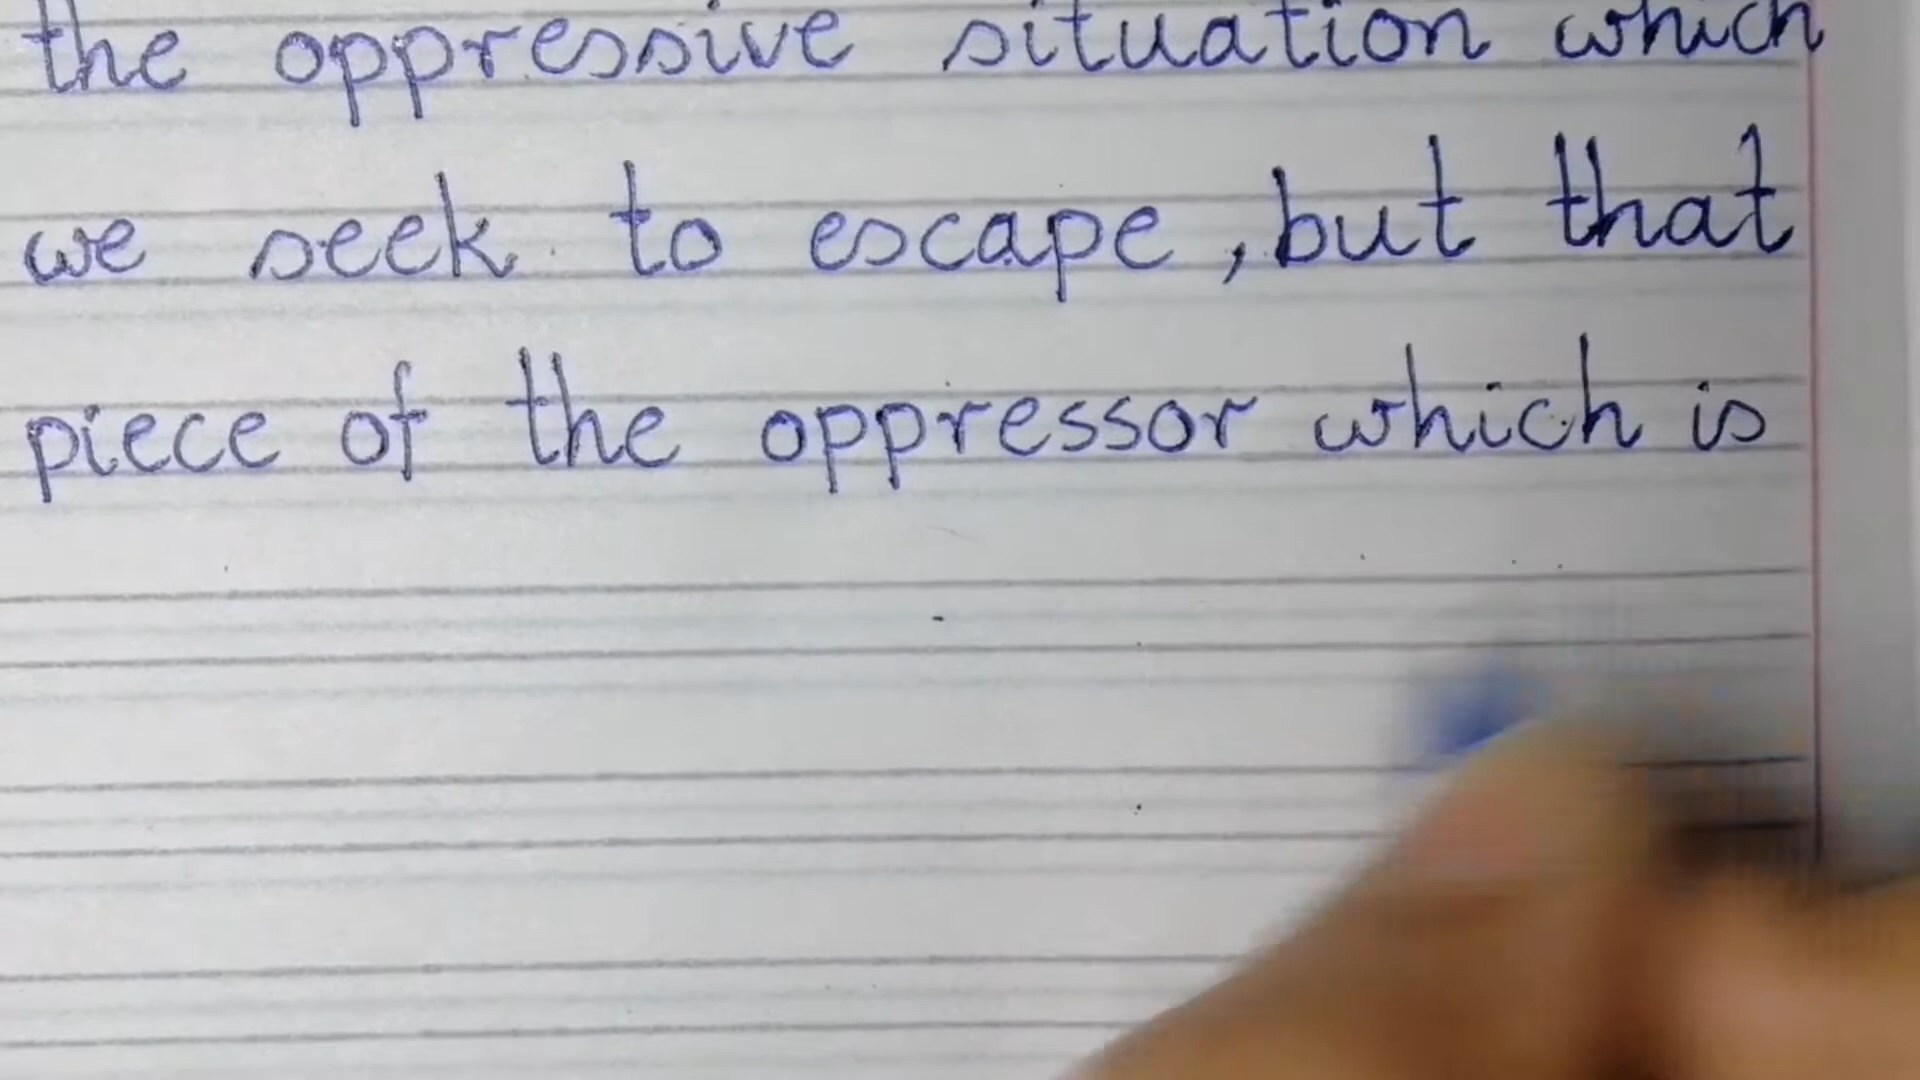 the oppressive situation which
we seek to escape, but that
piece of the oppressor which is